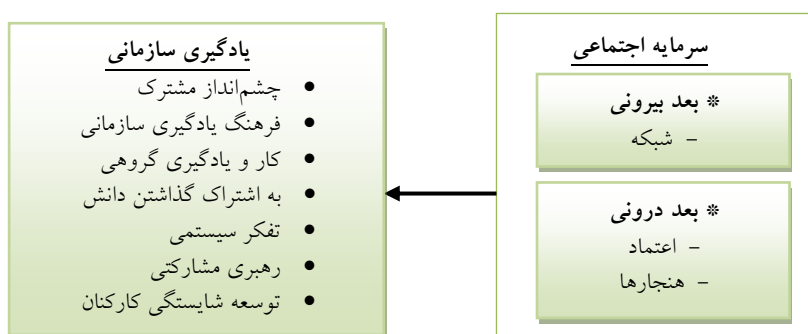 سرمایه اجتماعی
* بعد بیرونی
- شبکه
* بعد درونی
- اعتماد
- هنجارها
یادگیری سازمانی
• چشم‌انداز مشترک
• فرهنگ یادگیری سازمانی
• کار و یادگیری گروهی
• به اشتراک گذاشتن دانش
• تفکر سیستمی
• رهبری مشارکتی
• توسعه شایستگی کارکنان